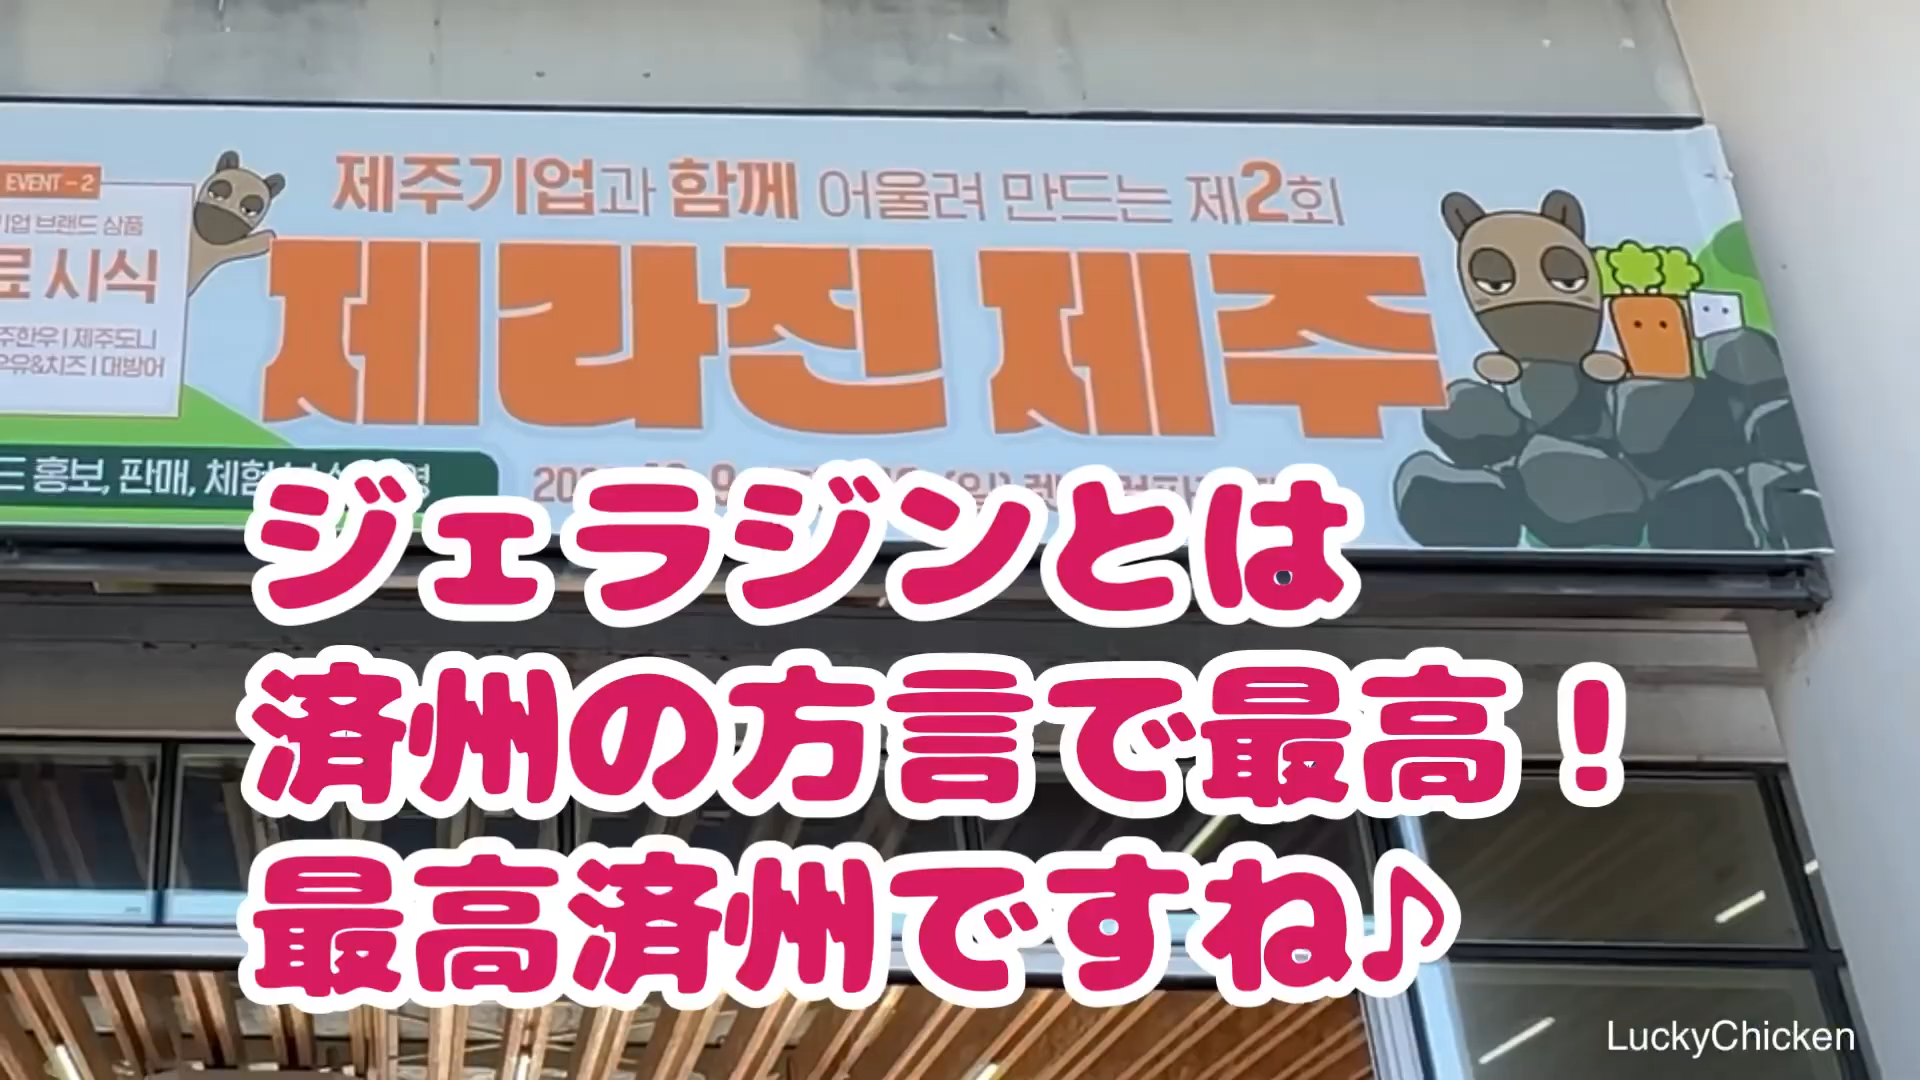 EVENT-2
기업 브랜드 상품
료 시식
주한우 | 제주도니
우유&치즈 | 대방어
드 홍보, 판매, 체험
제주기업과 함께 어울려 만드는 제2회
제라진 제주
ジェラジンとは
済州の方言で最高！
最高済州ですね♪
LuckyChicken